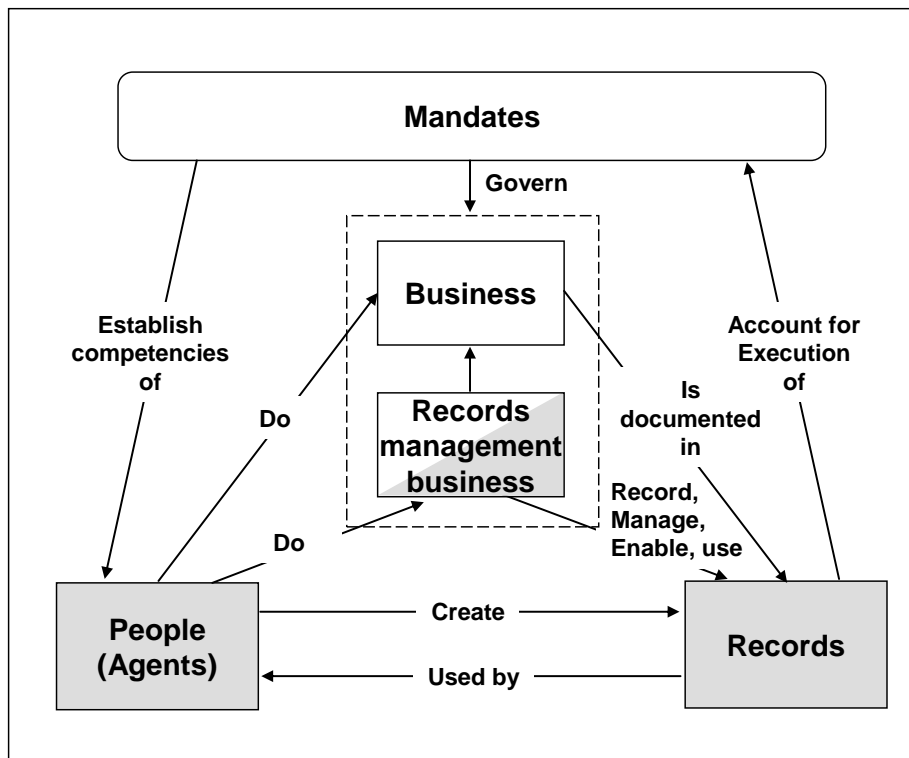 Mandates
Govern
Business
Establish
competencies
of
Account for
Execution
of
Do
Is
documented
in
Records
management
business
Record,
Manage,
Enable, use
Do
People
(Agents)
Create
Used by
Records